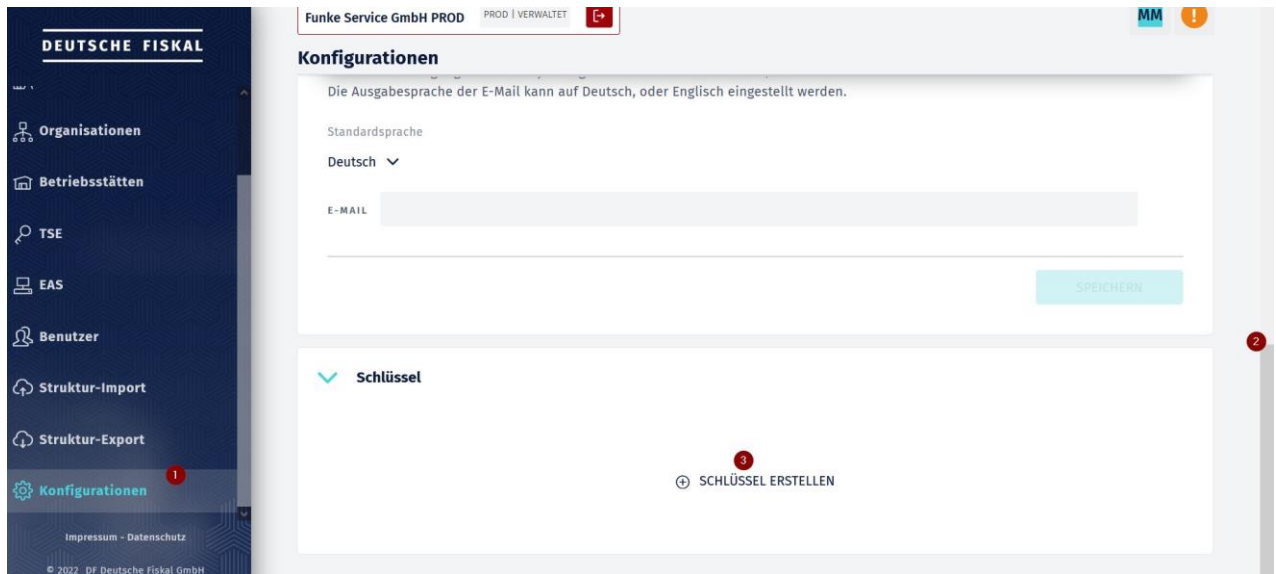 DEUTSCHE FISKAL
Organisationen
Betriebsstätten
TSE
EAS
Benutzer
Struktur-Import
Struktur-Export
1
Konfigurationen
Impressum - Datenschutz
© 2022 DF Deutsche Fiskal GmbH
Funke Service GmbH PROD
PROD | VERWALTET
MM
!
Konfigurationen
Die Ausgabesprache der E-Mail kann auf Deutsch, oder Englisch eingestellt werden.
Standardsprache
Deutsch
E-MAIL
SPEICHERN
2
Schlüssel
3
SCHLÜSSEL ERSTELLEN